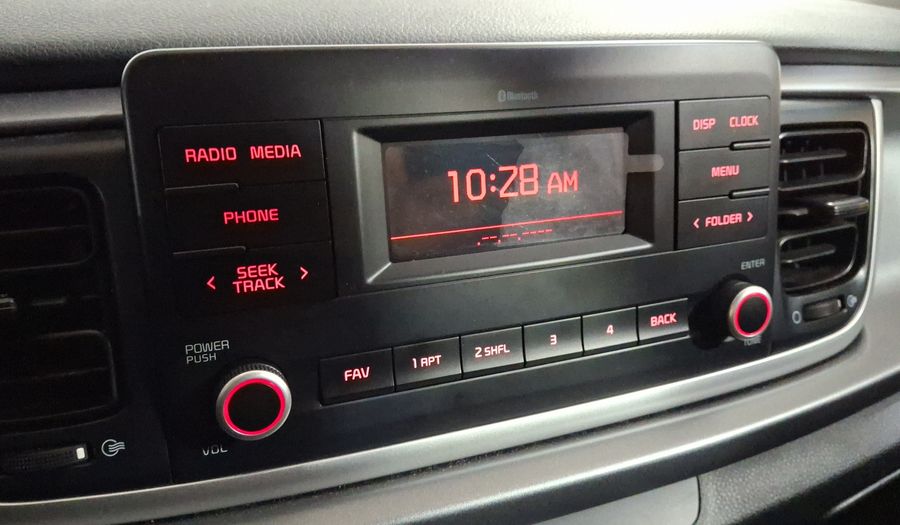 Bluetooth
RADIO MEDIA
PHONE
< SEEK >
TRACK
10:28 AM
--.--.----
DISP CLOCK
MENU
< FOLDER >
ENTER
TUNE
POWER
PUSH
VOL
FAV
1 RPT
2 SHFL
3
4
BACK